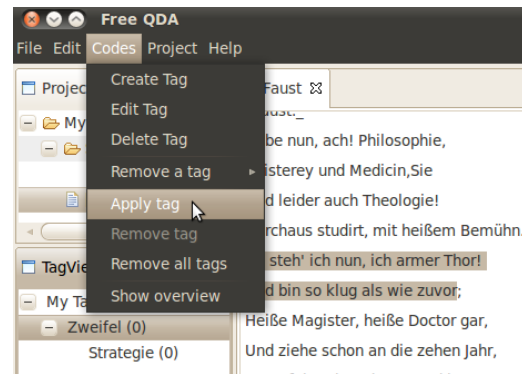 Free QDA
File Edit Codes Project Help
Projec
My
TagVie
My Ta
Zweifel (0)
Strategie (0)
Create Tag
Edit Tag
Delete Tag
Remove a tag
Apply tag
Remove tag
Remove all tags
Show overview
Faust
be nun, ach! Philosophie,
isterey und Medicin,Sie
d leider auch Theologie!
rchaus studirt, mit heißem Bemühn.
steh' ich nun, ich armer Thor!
d bin so klug als wie zuvor;
Heiße Magister, heiße Doctor gar,
Und ziehe schon an die zehen Jahr,